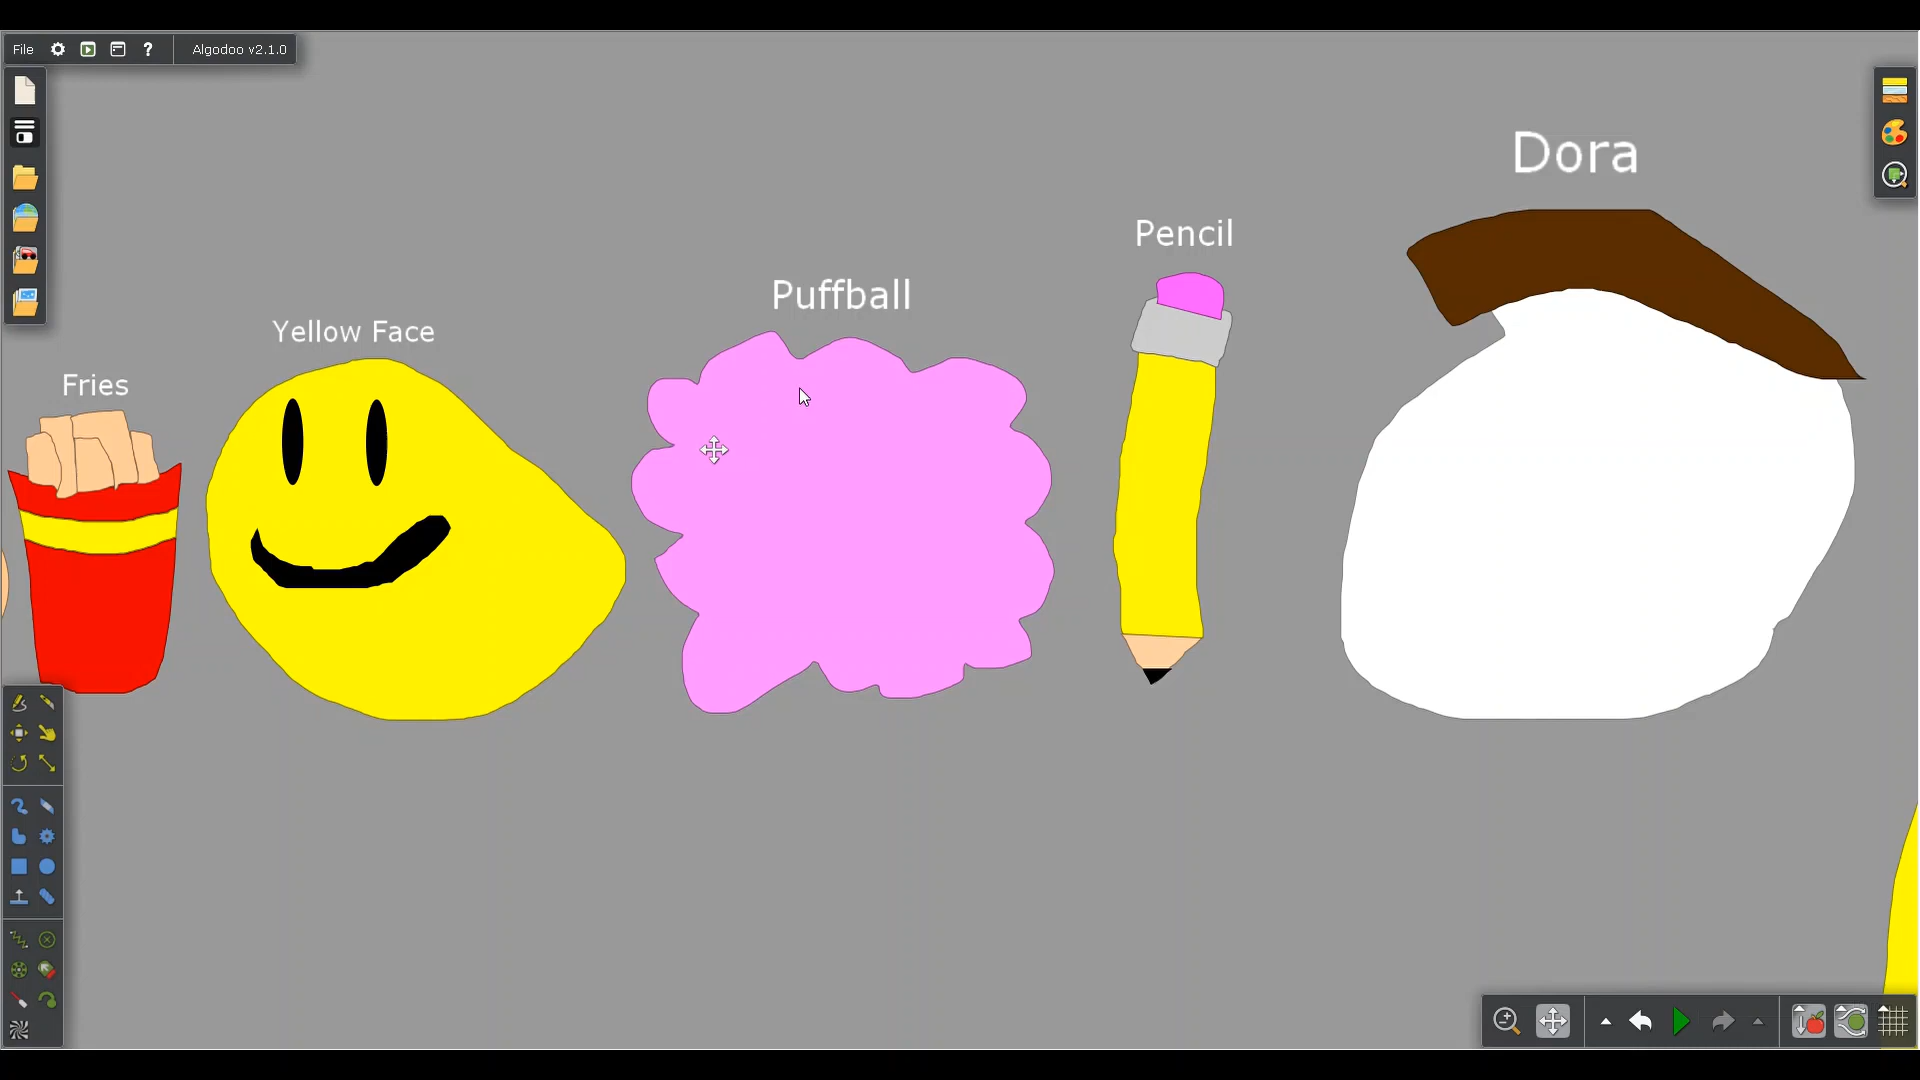 File ? Algodoo v2.1.0
Dora
Pencil
Puffball
Yellow Face
Fries